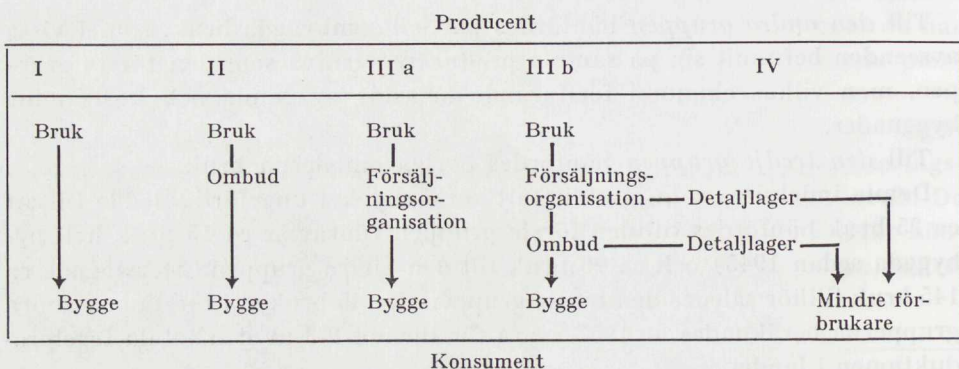 Producent
I II III a III b IV
Bruk Bruk Bruk Bruk
Ombud Försälj- Försäljnings-
ningsor- organisation Detaljlager
ganisation
Ombud Detaljlager
Bygge Bygge Bygge Bygge Mindre för-
brukare
Konsument